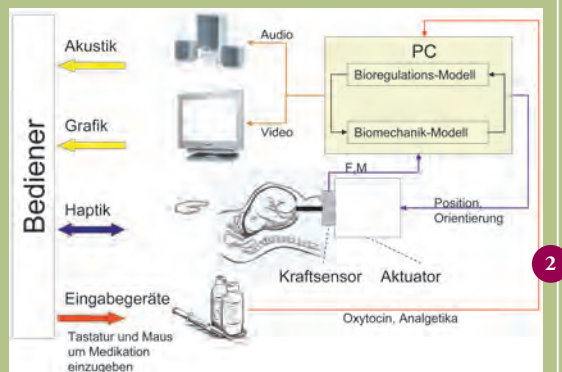 Bediener
Akustik
Grafik
Haptik
Eingabegeräte
Tastatur und Maus
um Medikation
einzugeben
Audio
Video
PC
Bioregulations-Modell
Biomechanik-Modell
F,M
Position,
Orientierung
Kraftsensor Aktuator
Oxytocin, Analgetika
2